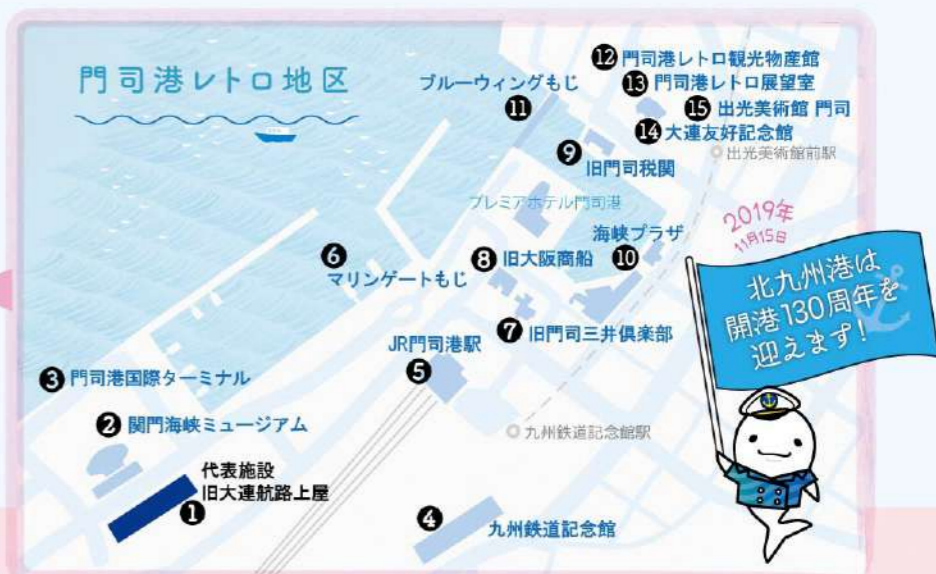 門司港レトロ地区
⑫門司港レトロ観光物産館
ブルーウィングもじ
⑬門司港レトロ展望室
⑪
⑮出光美術館 門司
⑭大連友好記念館
出光美術館前駅
⑨
旧門司税関
プレミアホテル門司港
2019年
11月15日
海峡プラザ
⑩
⑥
マリンゲートもじ
⑧旧大阪商船
北九州港は
開港130周年を
迎えます!
⑦旧門司三井倶楽部
JR門司港駅
⑤
③門司港国際ターミナル
②関門海峡ミュージアム
九州鉄道記念館駅
代表施設
旧大連航路上屋
①
④
九州鉄道記念館